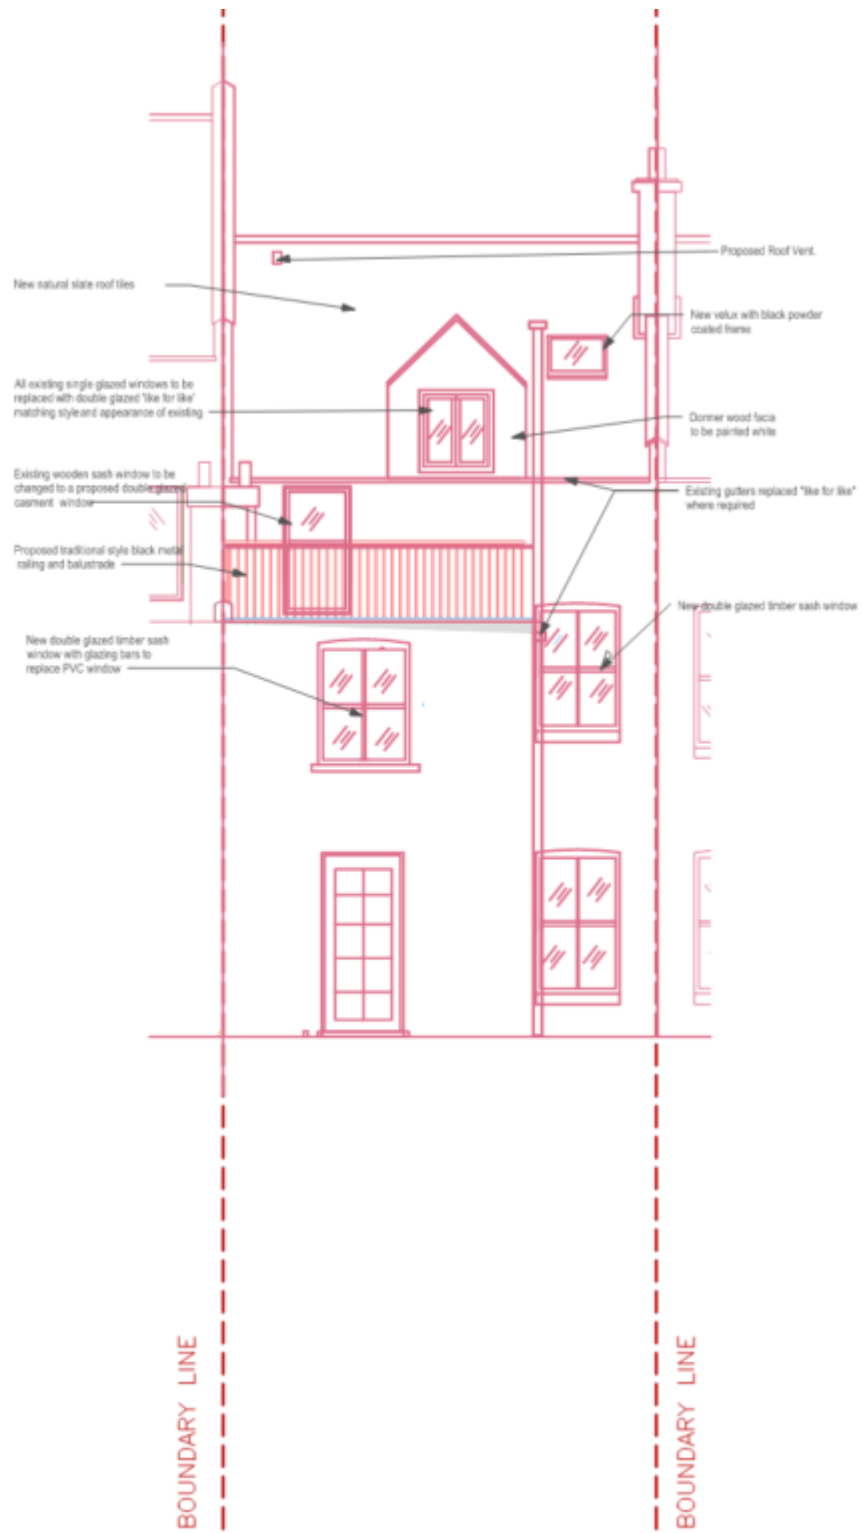 Proposed Roof Vent.
New natural slate roof tiles
New velux with black powder
coated frame
All existing single glazed windows to be
replaced with double glazed 'like for like'
matching style and appearance of existing
Dormer wood facia
to be painted white
Existing wooden sash window to be
changed to a proposed double glazed
casment window
Existing gutters replaced "like for like"
where required
Proposed traditional style black metal
railing and balustrade
New double glazed timber sash window
New double glazed timber sash
window with glazing bars to
replace PVC window
BOUNDARY LINE
BOUNDARY LINE